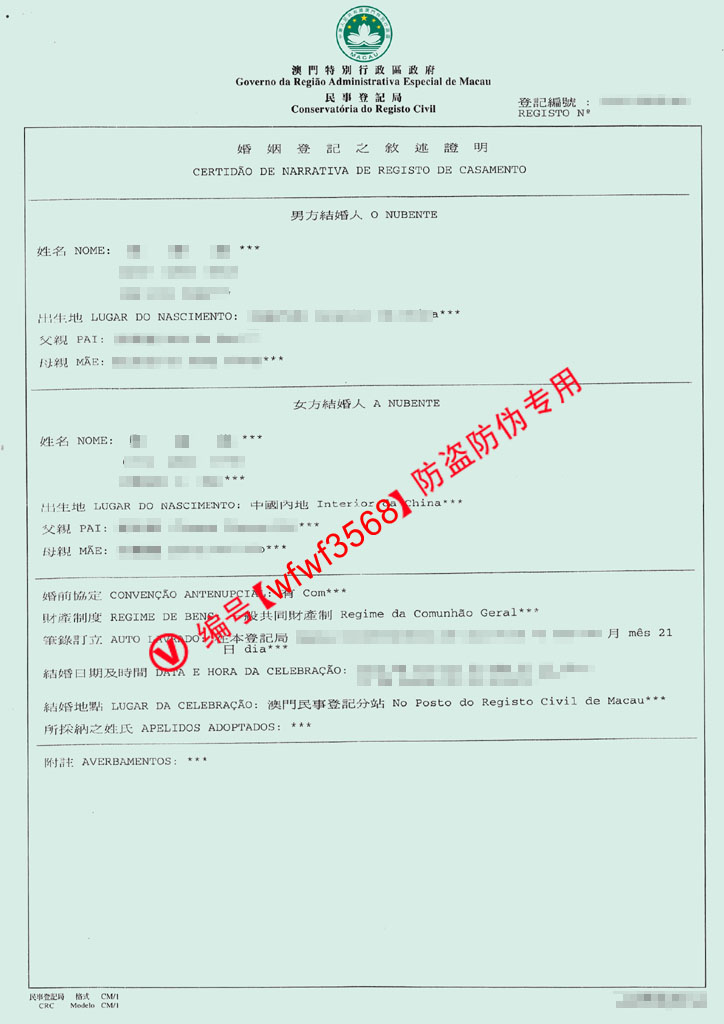 MACAU
澳門特別行政區政府
Governo da Região Administrativa Especial de Macau
民事登記局
Conservatória do Registo Civil
登記編號 :
REGISTO Nº
婚姻登記之敘述證明
CERTIDÃO DE NARRATIVA DE REGISTO DE CASAMENTO
男方結婚人 O NUBENTE
姓名 NOME: ***
出生地 LUGAR DO NASCIMENTO: a***
父親 PAI:
母親 MÃE: ***
女方結婚人 A NUBENTE
姓名 NOME: ***
***
出生地 LUGAR DO NASCIMENTO: 中國內地 Interior da China***
父親 PAI: ***
母親 MÃE: o***
婚前協定 CONVENÇÃO ANTENUPCIAL: 有 Com***
財產制度 REGIME DE BENS: 一般共同財產制 Regime da Comunhão Geral***
筆錄訂立 AUTO LAVRADO: 在本登記局 月 mês 21
日 dia***
結婚日期及時間 DATA E HORA DA CELEBRAÇÃO:
結婚地點 LUGAR DA CELEBRAÇÃO: 澳門民事登記分站 No Posto do Registo Civil de Macau***
所採納之姓氏 APELIDOS ADOPTADOS: ***
附註 AVERBAMENTOS: ***
V 编号【wfwf3568】防盗防伪专用
民事登記局 格式 CM/1
CRC Modelo CM/1